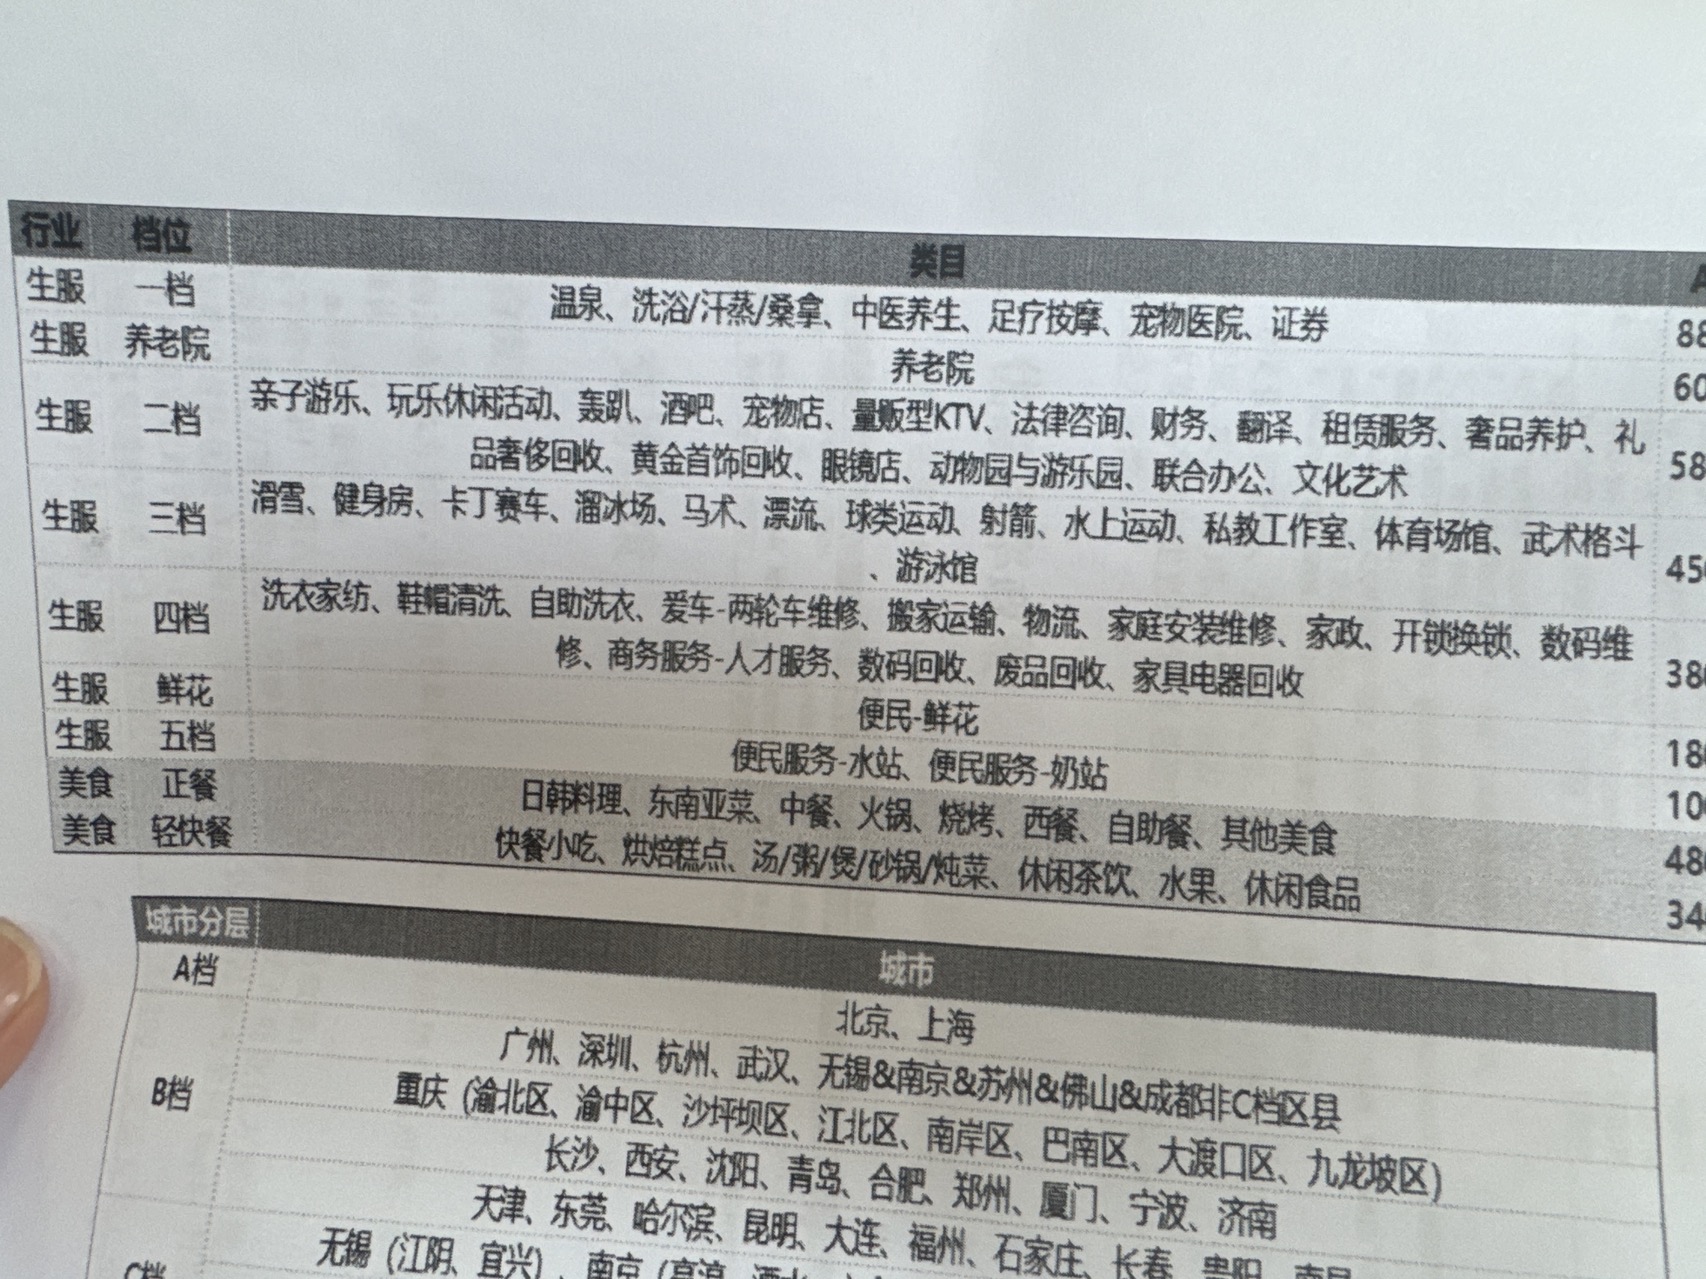 行业 档位 类目 A
生服 一档 温泉、洗浴/汗蒸/桑拿、中医养生、足疗按摩、宠物医院、证券 88
生服 养老院 养老院 60
生服 二档 亲子游乐、玩乐休闲活动、轰趴、酒吧、宠物店、量贩型KTV、法律咨询、财务、翻译、租赁服务、奢品养护、礼
品奢侈回收、黄金首饰回收、眼镜店、动物园与游乐园、联合办公、文化艺术 58
生服 三档 滑雪、健身房、卡丁赛车、溜冰场、马术、漂流、球类运动、射箭、水上运动、私教工作室、体育场馆、武术格斗
、游泳馆 45
生服 四档 洗衣家纺、鞋帽清洗、自助洗衣、爱车-两轮车维修、搬家运输、物流、家庭安装维修、家政、开锁换锁、数码维
修、商务服务-人才服务、数码回收、废品回收、家具电器回收 38
生服 鲜花 便民-鲜花 18
生服 五档 便民服务-水站、便民服务-奶站 10
美食 正餐 日韩料理、东南亚菜、中餐、火锅、烧烤、西餐、自助餐、其他美食 48
美食 轻快餐 快餐小吃、烘焙糕点、汤/粥/煲/砂锅/炖菜、休闲茶饮、水果、休闲食品 34
城市分层 城市
A档 北京、上海
B档 广州、深圳、杭州、武汉、无锡&南京&苏州&佛山&成都非C档区县
重庆（渝北区、渝中区、沙坪坝区、江北区、南岸区、巴南区、大渡口区、九龙坡区）
长沙、西安、沈阳、青岛、合肥、郑州、厦门、宁波、济南
天津、东莞、哈尔滨、昆明、大连、福州、石家庄、长春、贵阳、南昌
C档 无锡（江阴、宜兴）、南京（高淳、溧水